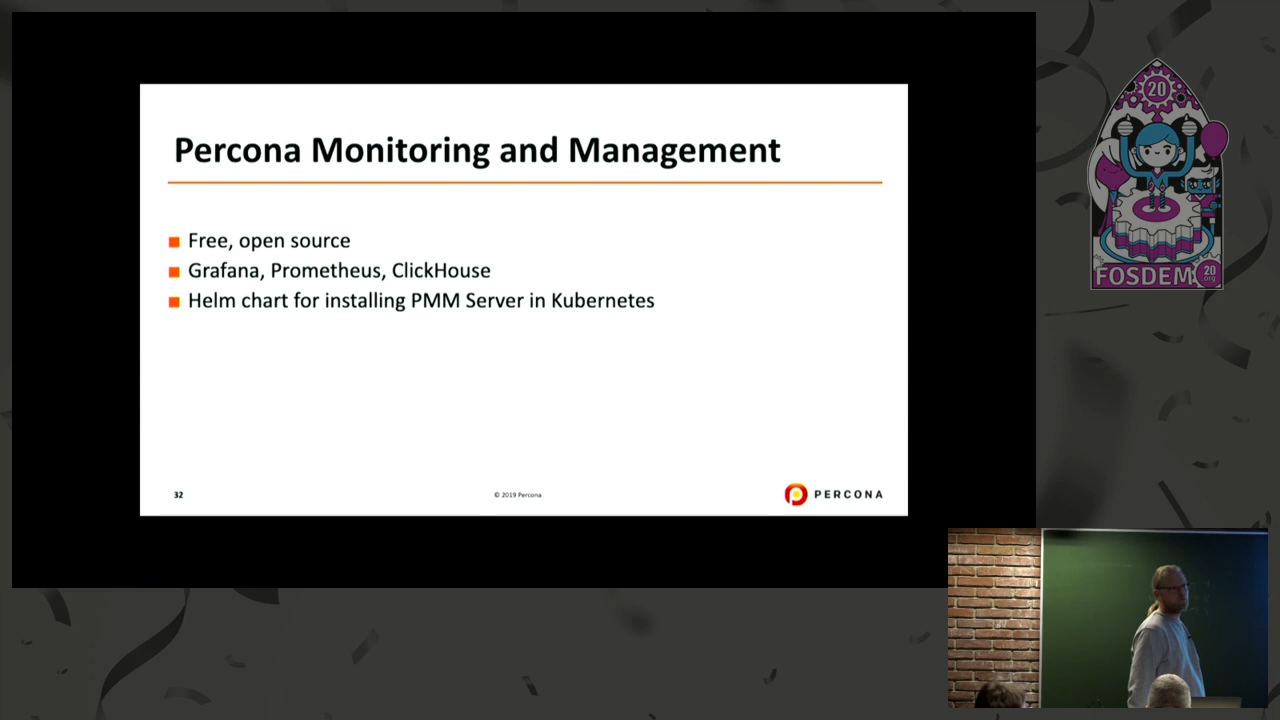 Percona Monitoring and Management
Free, open source
Grafana, Prometheus, ClickHouse
Helm chart for installing PMM Server in Kubernetes
32
© 2019 Percona
PERCONA
20
FOSDEM
20
.org